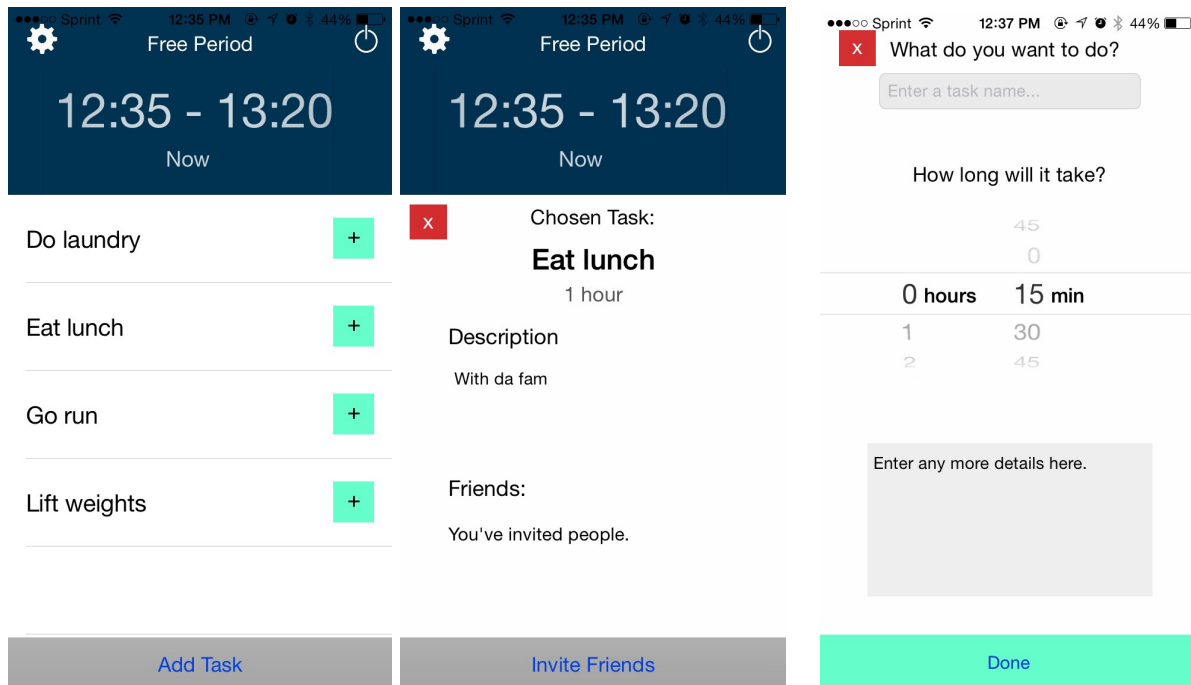 Sprint 12:35 PM 44%
Free Period
12:35 - 13:20
Now
Do laundry +
Eat lunch +
Go run +
Lift weights +
Add Task
Sprint 12:35 PM 44%
Free Period
12:35 - 13:20
Now
x Chosen Task:
Eat lunch
1 hour
Description
With da fam
Friends:
You've invited people.
Invite Friends
Sprint 12:37 PM 44%
x What do you want to do?
Enter a task name...
How long will it take?
45
0
0 hours 15 min
1 30
2 45
Enter any more details here.
Done